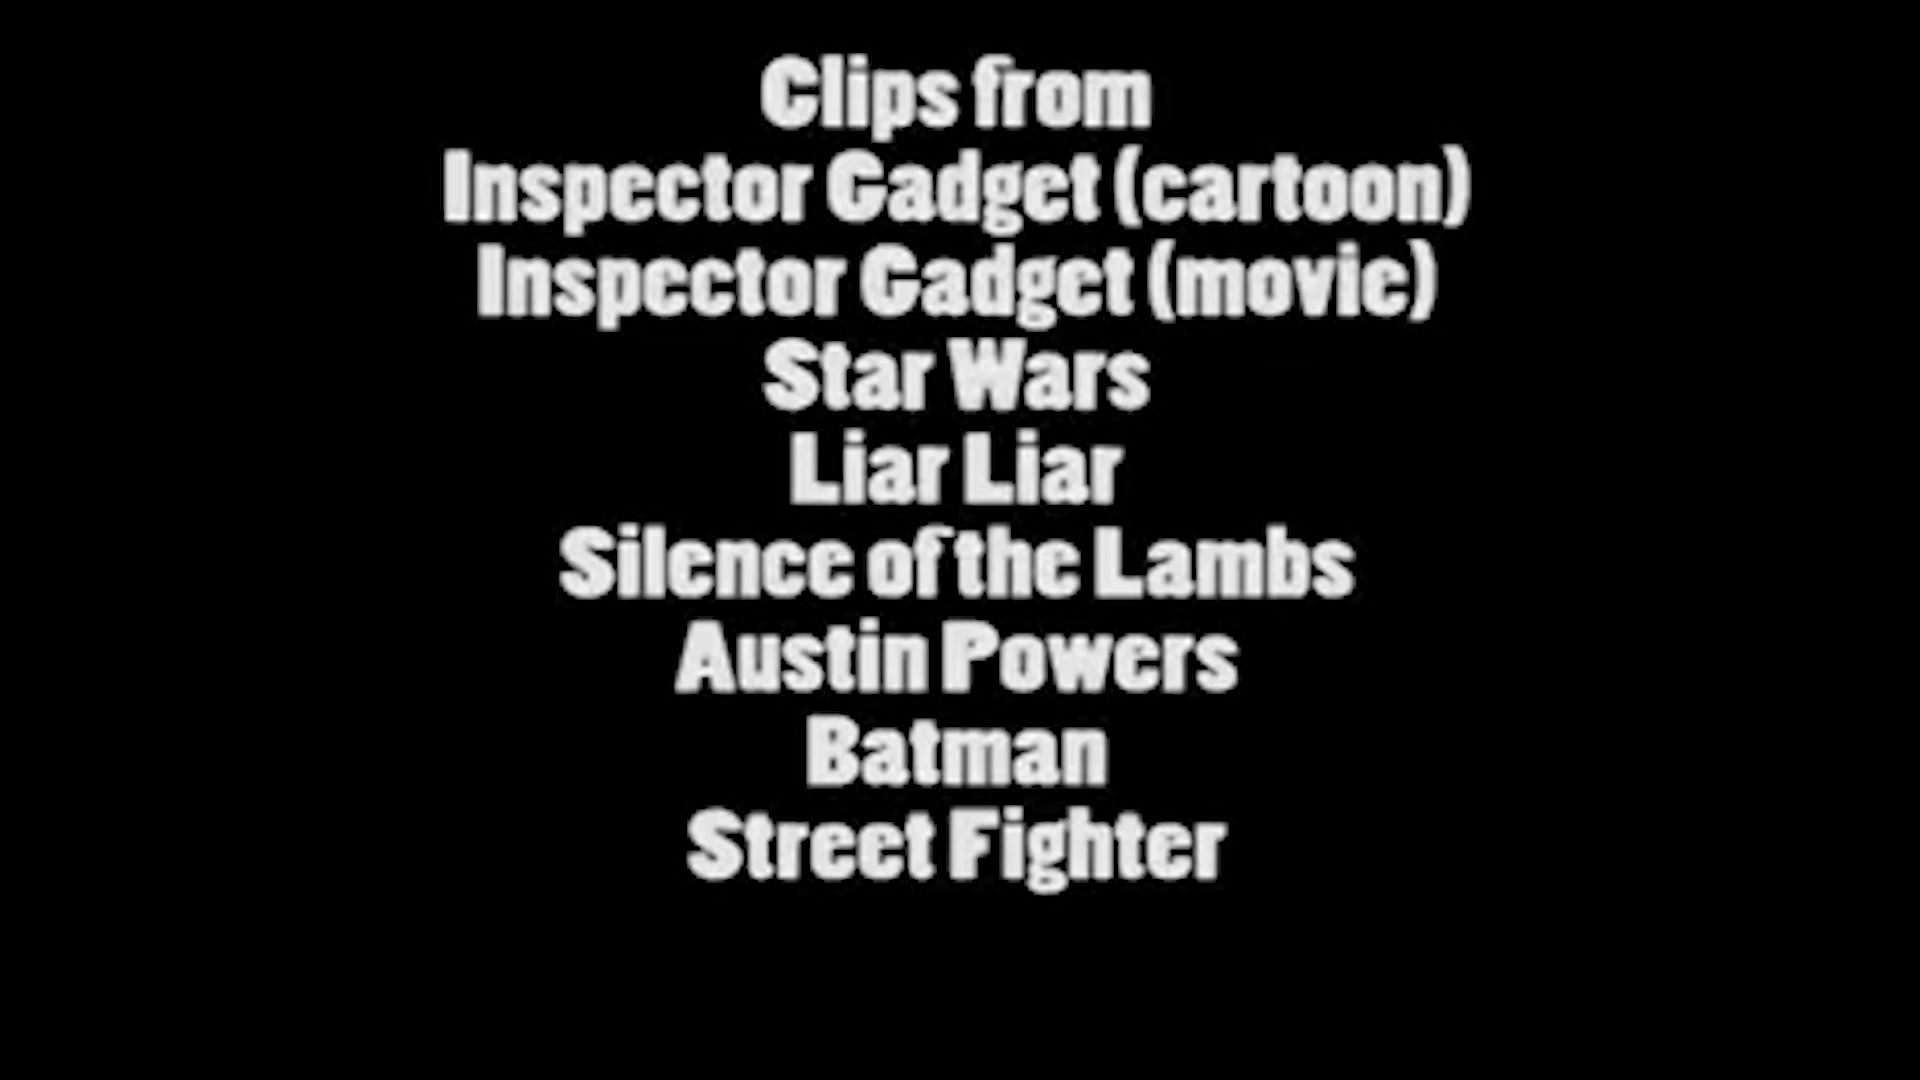 Clips from
Inspector Gadget (cartoon)
Inspector Gadget (movie)
Star Wars
Liar Liar
Silence of the Lambs
Austin Powers
Batman
Street Fighter